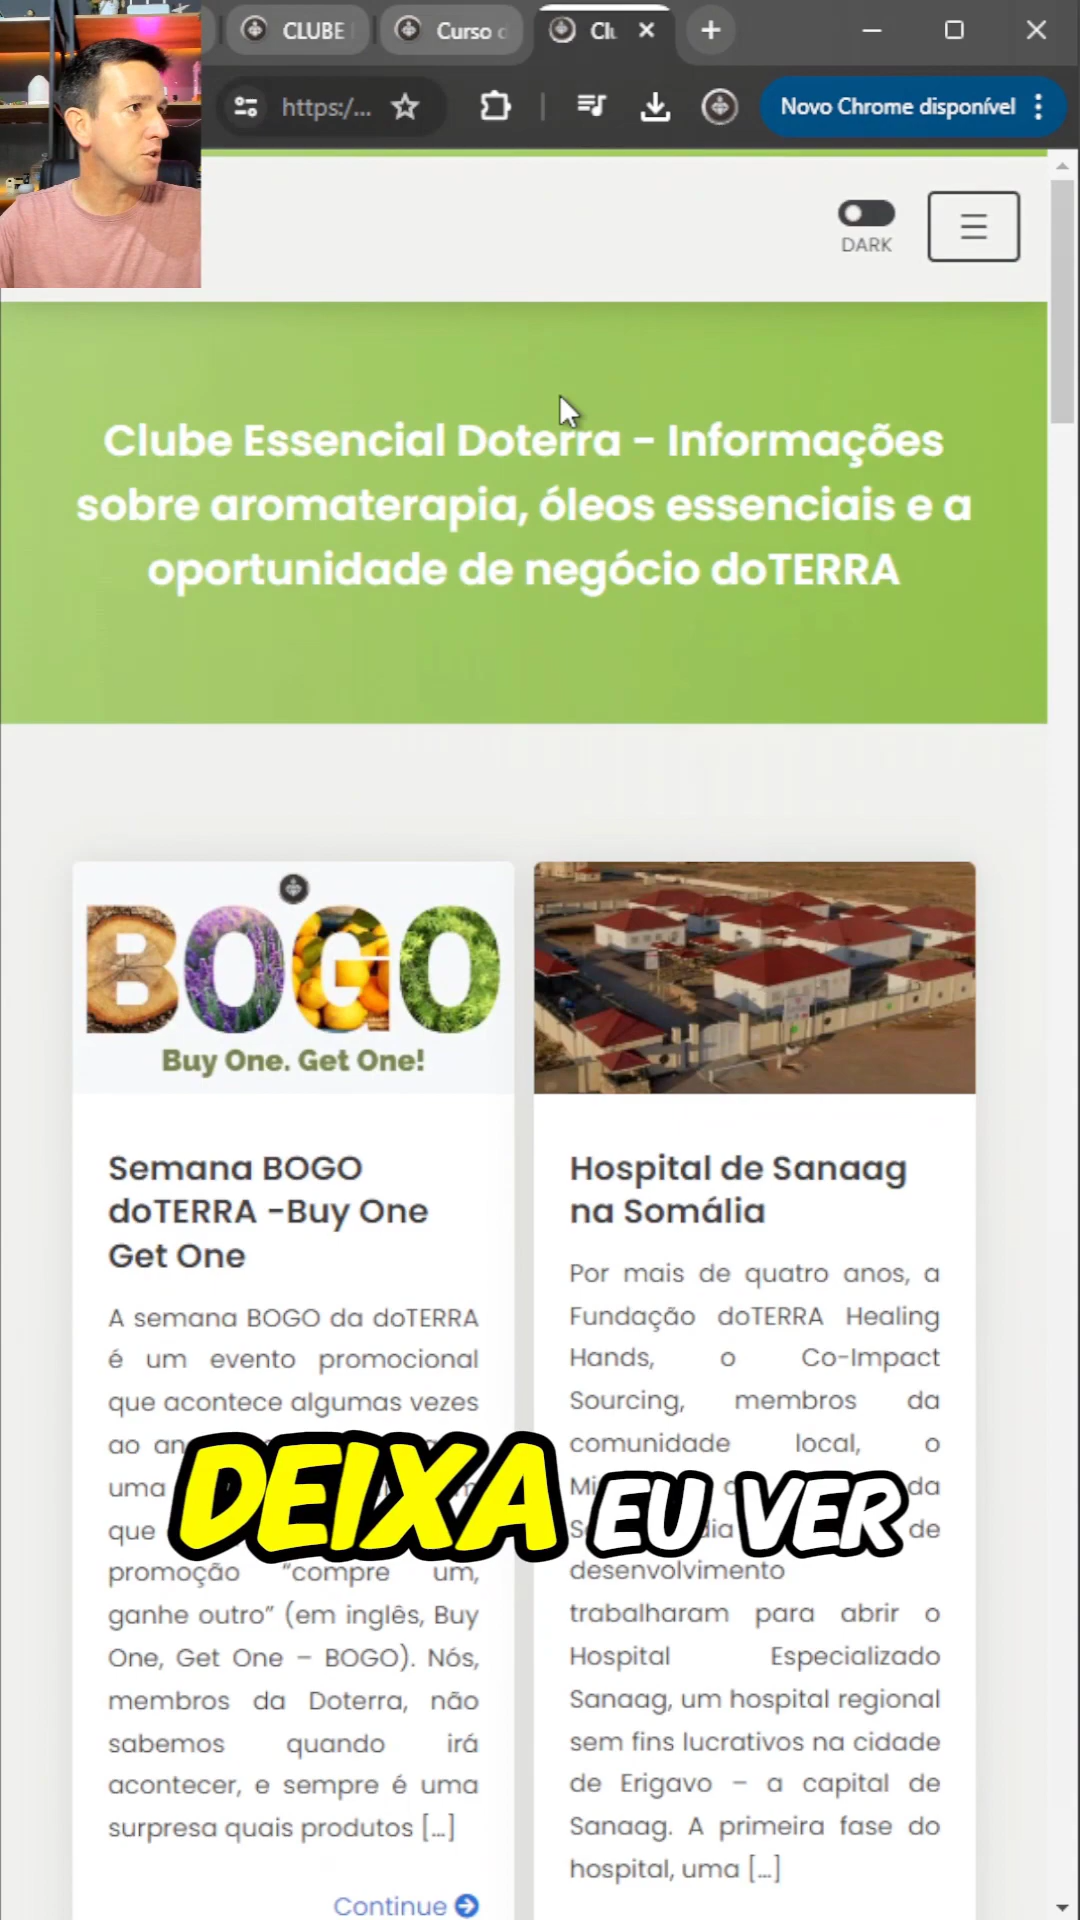 CLUBE
Curso
Clu
https:/...
Novo Chrome disponível
DARK
Clube Essencial Doterra - Informações
sobre aromaterapia, óleos essenciais e a
oportunidade de negócio doTERRA
BOGO
Buy One. Get One!
Semana BOGO
doTERRA -Buy One
Get One
A semana BOGO da doTERRA
é um evento promocional
que acontece algumas vezes
ao an
uma
que
promoção “compre um,
ganhe outro” (em inglês, Buy
One, Get One – BOGO). Nós,
membros da Doterra, não
sabemos quando irá
acontecer, e sempre é uma
surpresa quais produtos [...]
Continue
Hospital de Sanaag
na Somália
Por mais de quatro anos, a
Fundação doTERRA Healing
Hands, o Co-Impact
Sourcing, membros da
comunidade local, o
da
de
desenvolvimento
trabalharam para abrir o
Hospital Especializado
Sanaag, um hospital regional
sem fins lucrativos na cidade
de Erigavo – a capital de
Sanaag. A primeira fase do
hospital, uma [...]
DEIXA EU VER